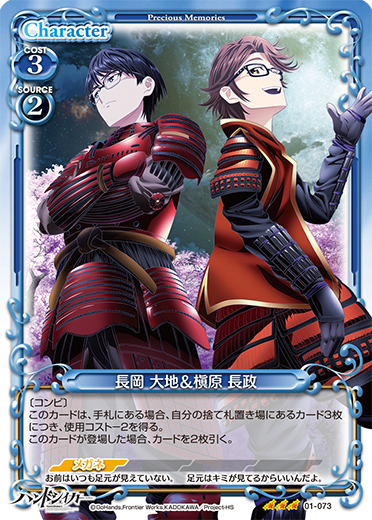 Precious Memories
Character
COST
3
SOURCE
2
長岡 大地&槇原 長政
［コンビ］
このカードは、手札にある場合、自分の捨て札置き場にあるカード3枚
につき、使用コスト－2を得る。
このカードが登場した場合、カードを2枚引く。
メガネ
お前はいつも足元が見えていない。 足元はキミが見てるからいいんだよ。
ハンドシェイカー
01-073
©GoHands,Frontier Works,KADOKAWA, Project-HIS